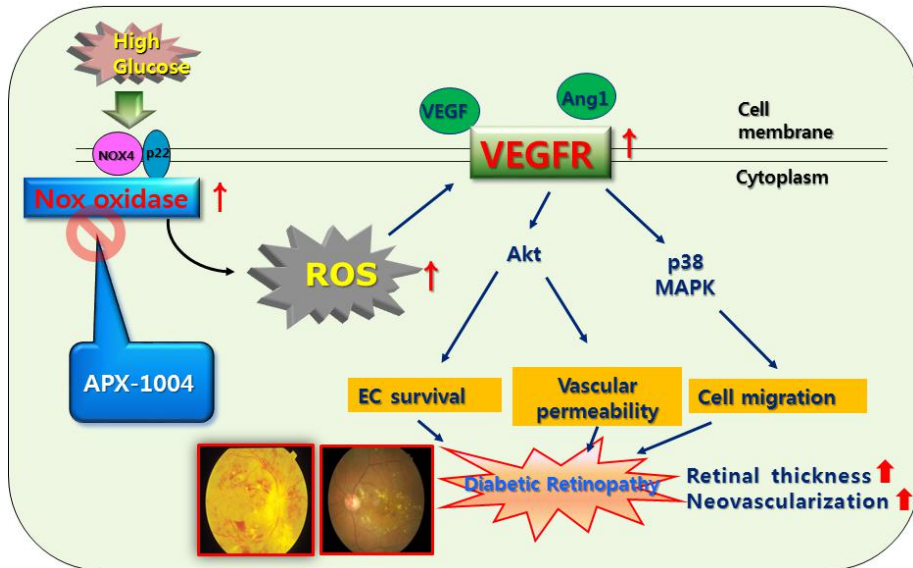 High
Glucose
NOX4
p22
Nox oxidase
APX-1004
ROS
VEGF
Ang1
VEGFR
Cell
membrane
Cytoplasm
Akt
p38
MAPK
EC survival
Vascular
permeability
Cell migration
Diabetic Retinopathy
Retinal thickness
Neovascularization